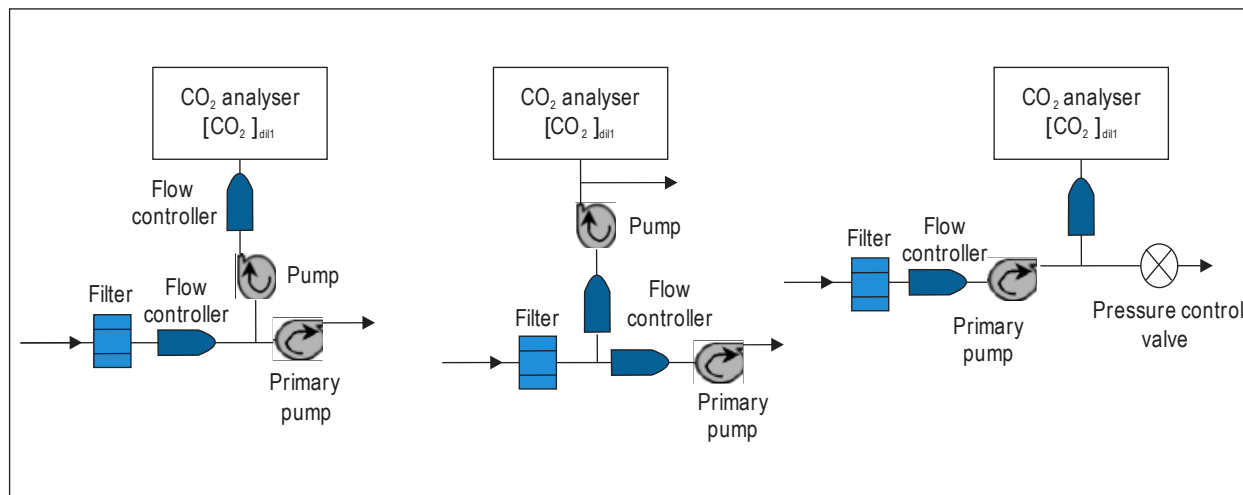 CO₂ analyser
[CO₂ ]dil1
Flow
controller
Pump
Filter
Flow
controller
Primary
pump
CO₂ analyser
[CO₂ ]dil1
Pump
Filter
Flow
controller
Primary
pump
CO₂ analyser
[CO₂ ]dil1
Filter
Flow
controller
Primary
pump
Pressure control
valve